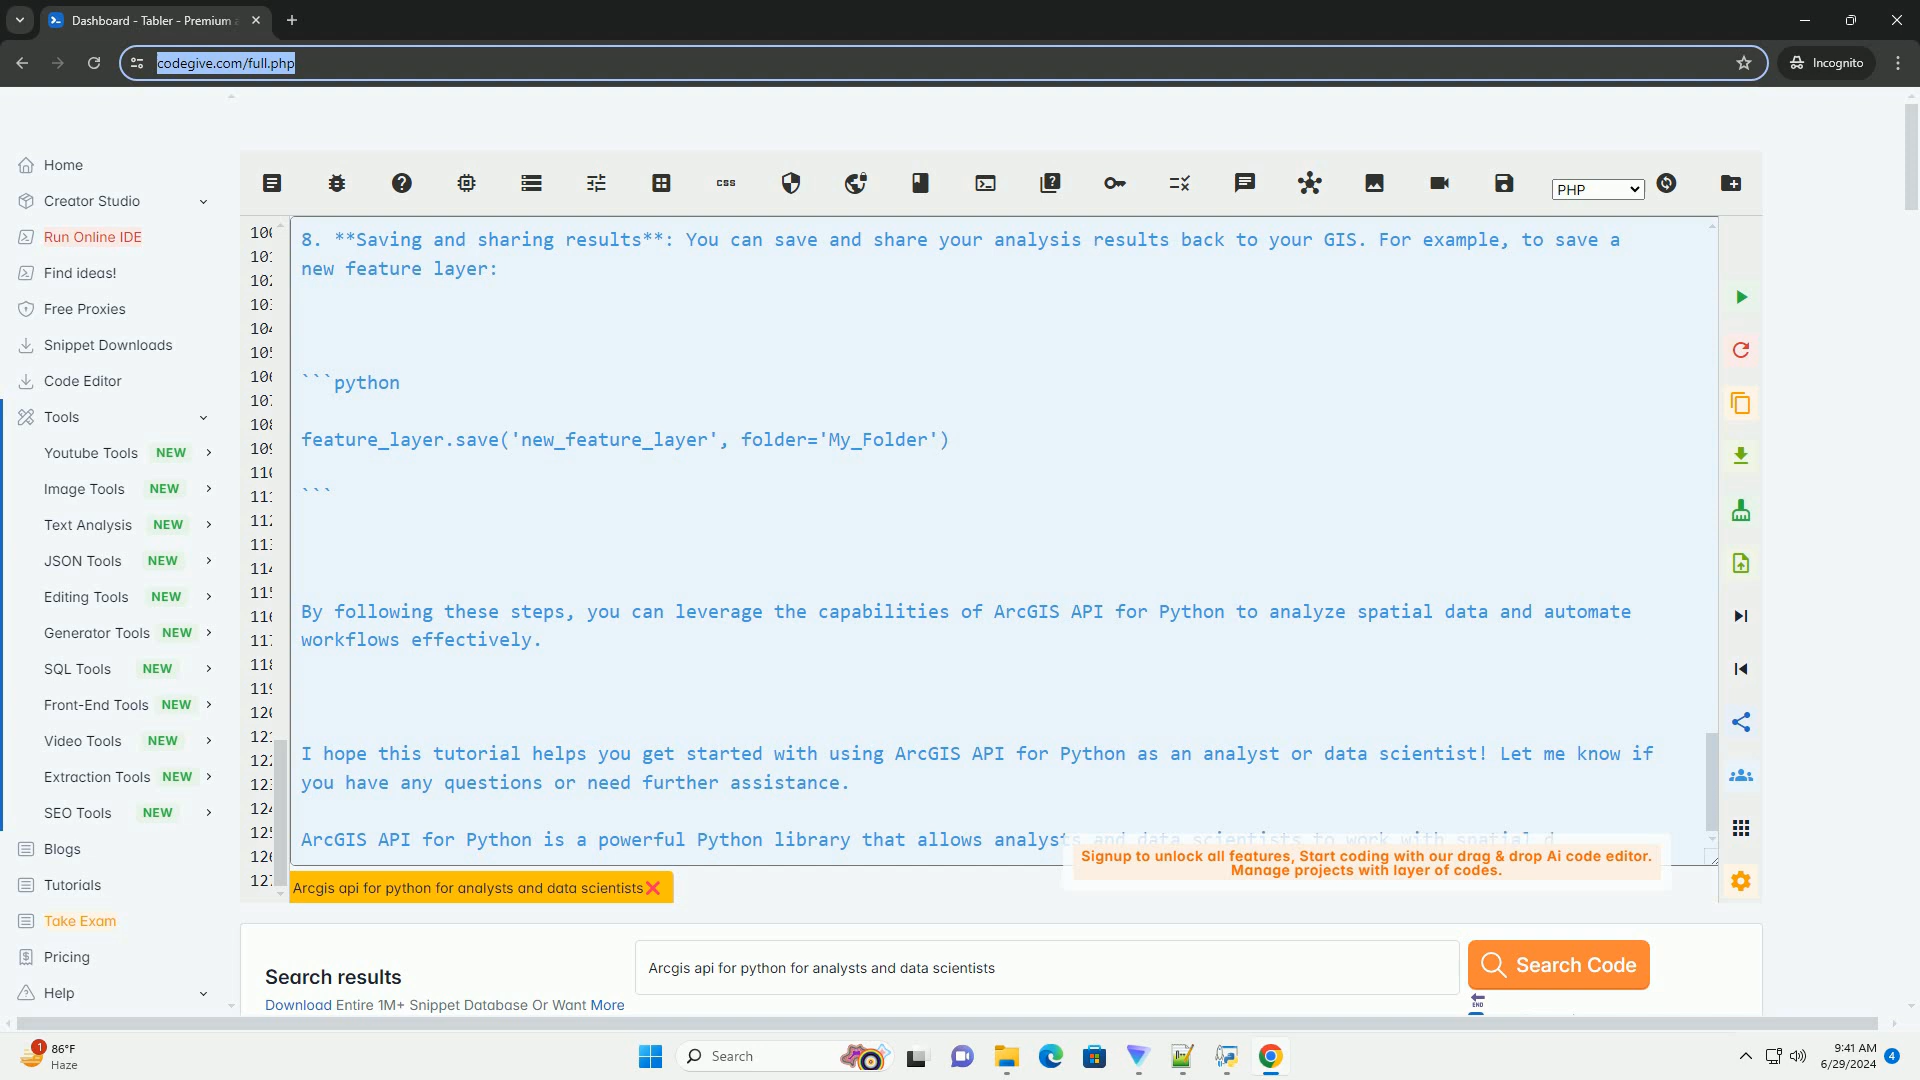 Dashboard - Tabler - Premium
codegive.com/full.php
Incognito
Home
Creator Studio
Run Online IDE
Find ideas!
Free Proxies
Snippet Downloads
Code Editor
Tools
Youtube Tools NEW
Image Tools NEW
Text Analysis NEW
JSON Tools NEW
Editing Tools NEW
Generator Tools NEW
SQL Tools NEW
Front-End Tools NEW
Video Tools NEW
Extraction Tools NEW
SEO Tools NEW
Blogs
Tutorials
Take Exam
Pricing
Help
css
PHP
8. **Saving and sharing results**: You can save and share your analysis results back to your GIS. For example, to save a
new feature layer:
```python
feature_layer.save('new_feature_layer', folder='My_Folder')
```
By following these steps, you can leverage the capabilities of ArcGIS API for Python to analyze spatial data and automate
workflows effectively.
I hope this tutorial helps you get started with using ArcGIS API for Python as an analyst or data scientist! Let me know if
you have any questions or need further assistance.
ArcGIS API for Python is a powerful Python library that allows analysts and data scientists to work with spatial d
Signup to unlock all features, Start coding with our drag & drop Ai code editor.
Manage projects with layer of codes.
Arcgis api for python for analysts and data scientists
Search results
Download Entire 1M+ Snippet Database Or Want More
Arcgis api for python for analysts and data scientists
Search Code
END
1
86°F
Haze
Search
9:41 AM
6/29/2024
4